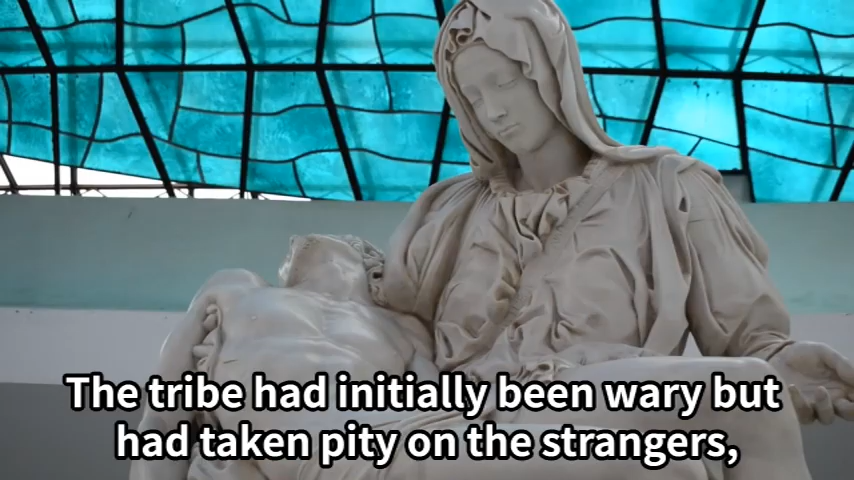 The tribe had initially been wary but
had taken pity on the strangers,